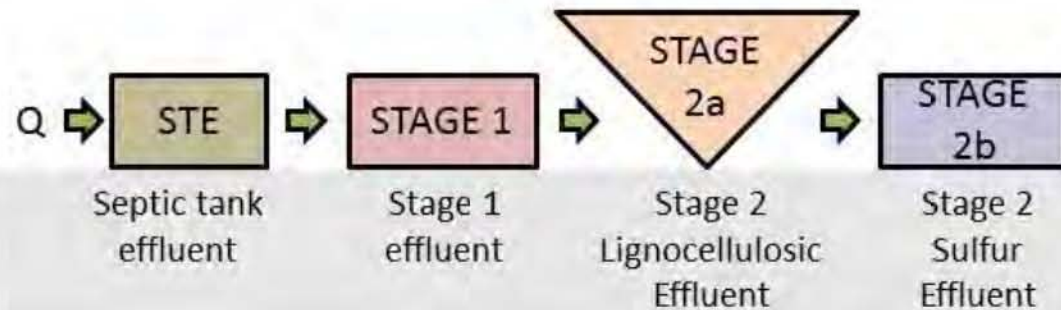 Q
STE
STAGE 1
STAGE
2a
STAGE
2b
Septic tank
effluent
Stage 1
effluent
Stage 2
Lignocellulosic
Effluent
Stage 2
Sulfur
Effluent